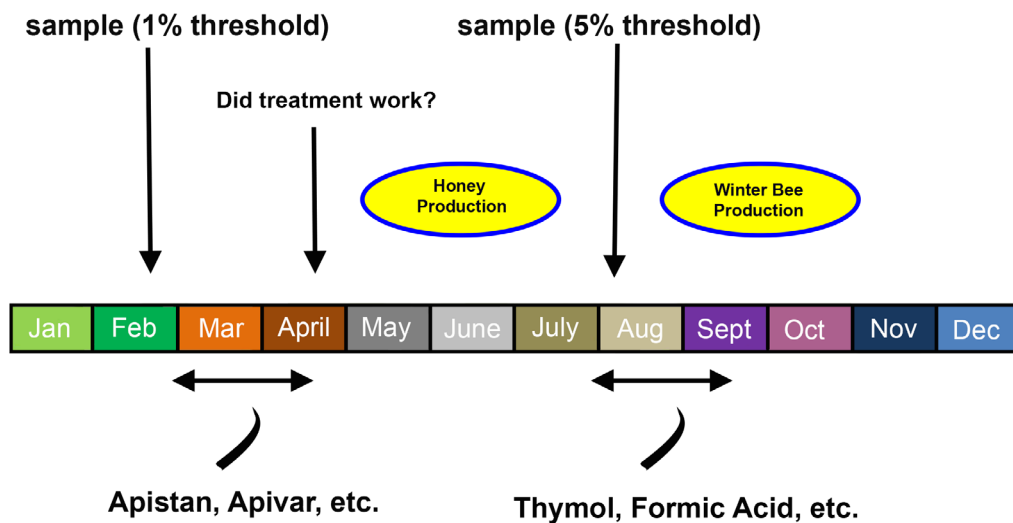 sample (1% threshold)
sample (5% threshold)
Did treatment work?
Honey
Production
Winter Bee
Production
Jan Feb Mar April May June July Aug Sept Oct Nov Dec
Apistan, Apivar, etc.
Thymol, Formic Acid, etc.